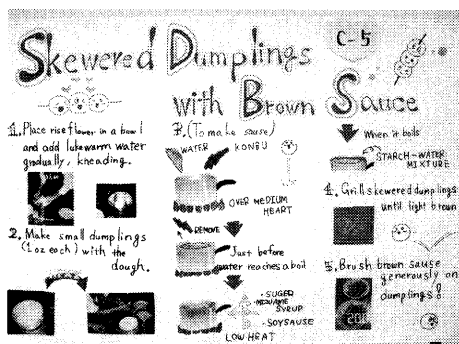 Skewered Dumplings
with Brown Sauce
C-5
1. Place rise flower in a bowl
and add lukewarm water
gradually, kneading.
2. Make small dumplings
(1 oz each) with the
dough.
3. (To make sause)
WATER
KONBU
OVER MEDIUM
HEART
REMOVE
Just before
water reaches a boil
・SUGER
SYRUP
・SOYSAUSE
LOW HEAT
When it boils
STARCH-WATER
MIXTURE
4. Grill skewered dumplings
until light brown
5. Brush brown sause
generously on
dumplings!